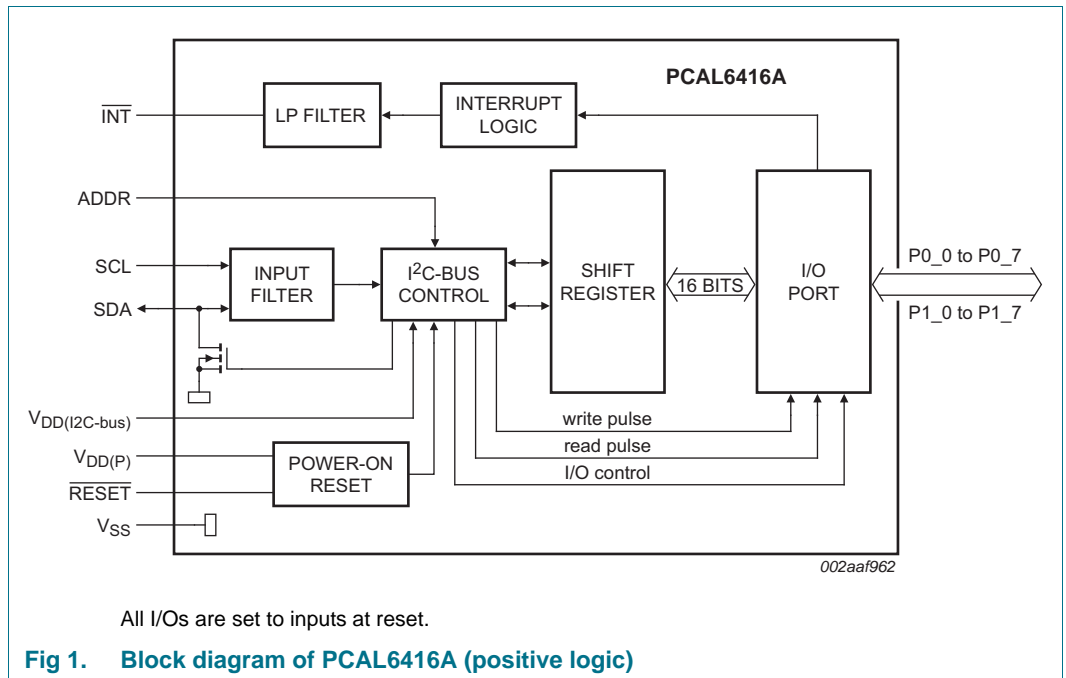 PCAL6416A
INT
LP FILTER
INTERRUPT
LOGIC
ADDR
SCL
SDA
INPUT
FILTER
I2C-BUS
CONTROL
SHIFT
REGISTER
16 BITS
I/O
PORT
P0_0 to P0_7
P1_0 to P1_7
VDD(I2C-bus)
VDD(P)
RESET
VSS
POWER-ON
RESET
write pulse
read pulse
I/O control
002aaf962
All I/Os are set to inputs at reset.
Fig 1. Block diagram of PCAL6416A (positive logic)